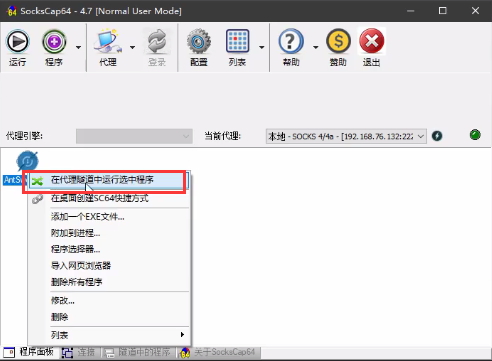 SocksCap64 - 4.7 [Normal User Mode]
运行 程序 代理 登录 配置 列表 帮助 赞助 退出
代理引擎: 当前代理: 本地 - SOCKS 4/4a - [192.168.76.132:222
在代理隧道中运行选中程序
在桌面创建SC64快捷方式
添加一个EXE文件...
附加到进程...
程序选择器...
导入网页浏览器
删除所有程序
修改...
删除
列表
程序面板 连接 隧道中的程序 关于SocksCap64